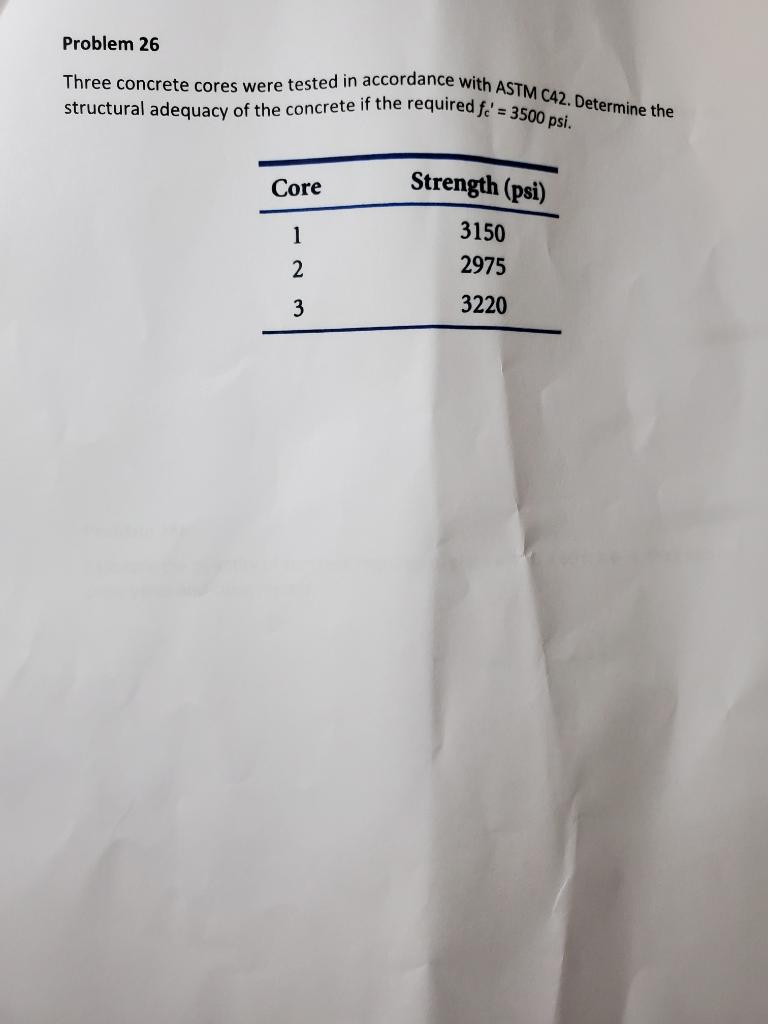 Problem 26
Three concrete cores were tested in accordance with ASTM C42. Determine the
structural adequacy of the concrete if the required fc' = 3500 psi.
Core Strength (psi)
1 3150
2 2975
3 3220